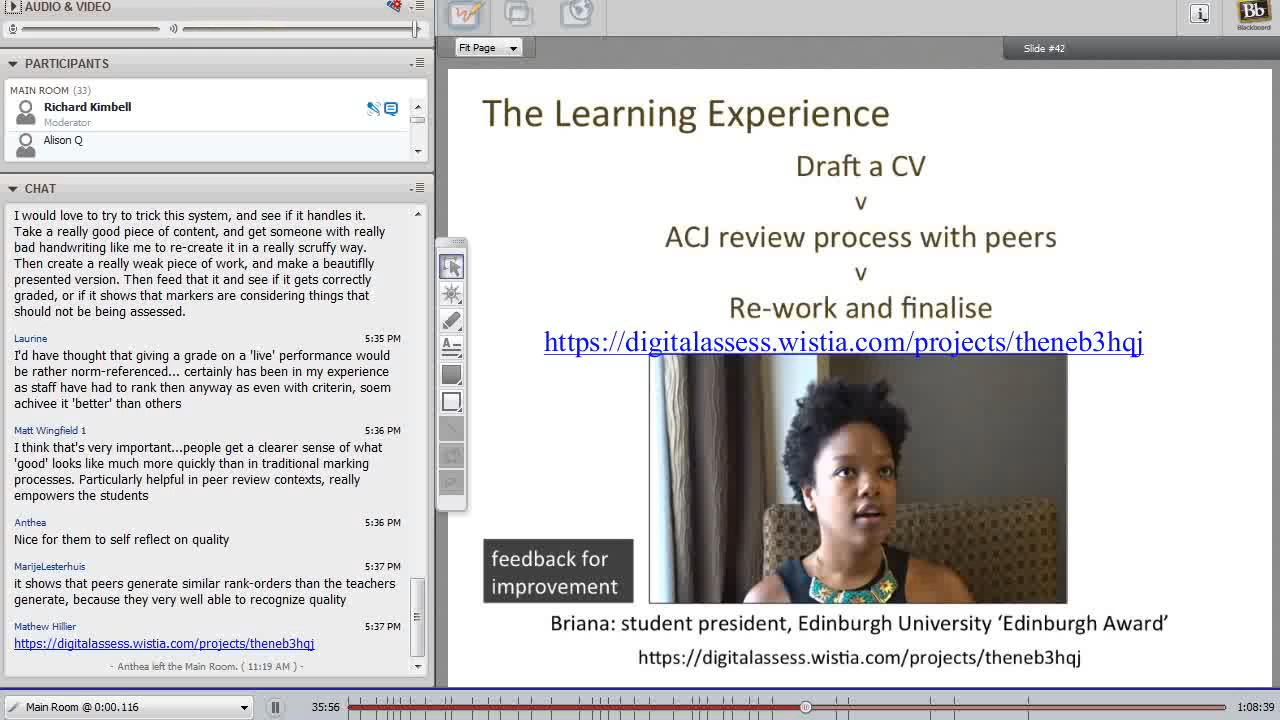 AUDIO & VIDEO
PARTICIPANTS
MAIN ROOM (33)
Richard Kimbell
Moderator
Alison Q
CHAT
I would love to try to trick this system, and see if it handles it.
Take a really good piece of content, and get someone with really
bad handwriting like me to re-create it in a really scruffy way.
Then create a really weak piece of work, and make a beautiflly
presented version. Then feed that it and see if it gets correctly
graded, or if it shows that markers are considering things that
should not be being assessed.
Laurine 5:35 PM
I'd have thought that giving a grade on a 'live' performance would
be rather norm-referenced... certainly has been in my experience
as staff have had to rank then anyway as even with criterin, soem
achivee it 'better' than others
Matt Wingfield 1 5:36 PM
I think that's very important...people get a clearer sense of what
'good' looks like much more quickly than in traditional marking
processes. Particularly helpful in peer review contexts, really
empowers the students
Anthea 5:36 PM
Nice for them to self reflect on quality
MarijeLesterhuis 5:37 PM
it shows that peers generate similar rank-orders than the teachers
generate, because they very well able to recognize quality
Mathew Hillier 5:37 PM
https://digitalassess.wistia.com/projects/theneb3hqj
- Anthea left the Main Room. ( 11:19 AM ) -
Fit Page
Slide #42
Bb
Blackboard
The Learning Experience
Draft a CV
v
ACJ review process with peers
v
Re-work and finalise
https://digitalassess.wistia.com/projects/theneb3hqj
feedback for
improvement
Briana: student president, Edinburgh University ‘Edinburgh Award’
https://digitalassess.wistia.com/projects/theneb3hqj
Main Room @ 0:00.116
35:56
1:08:39